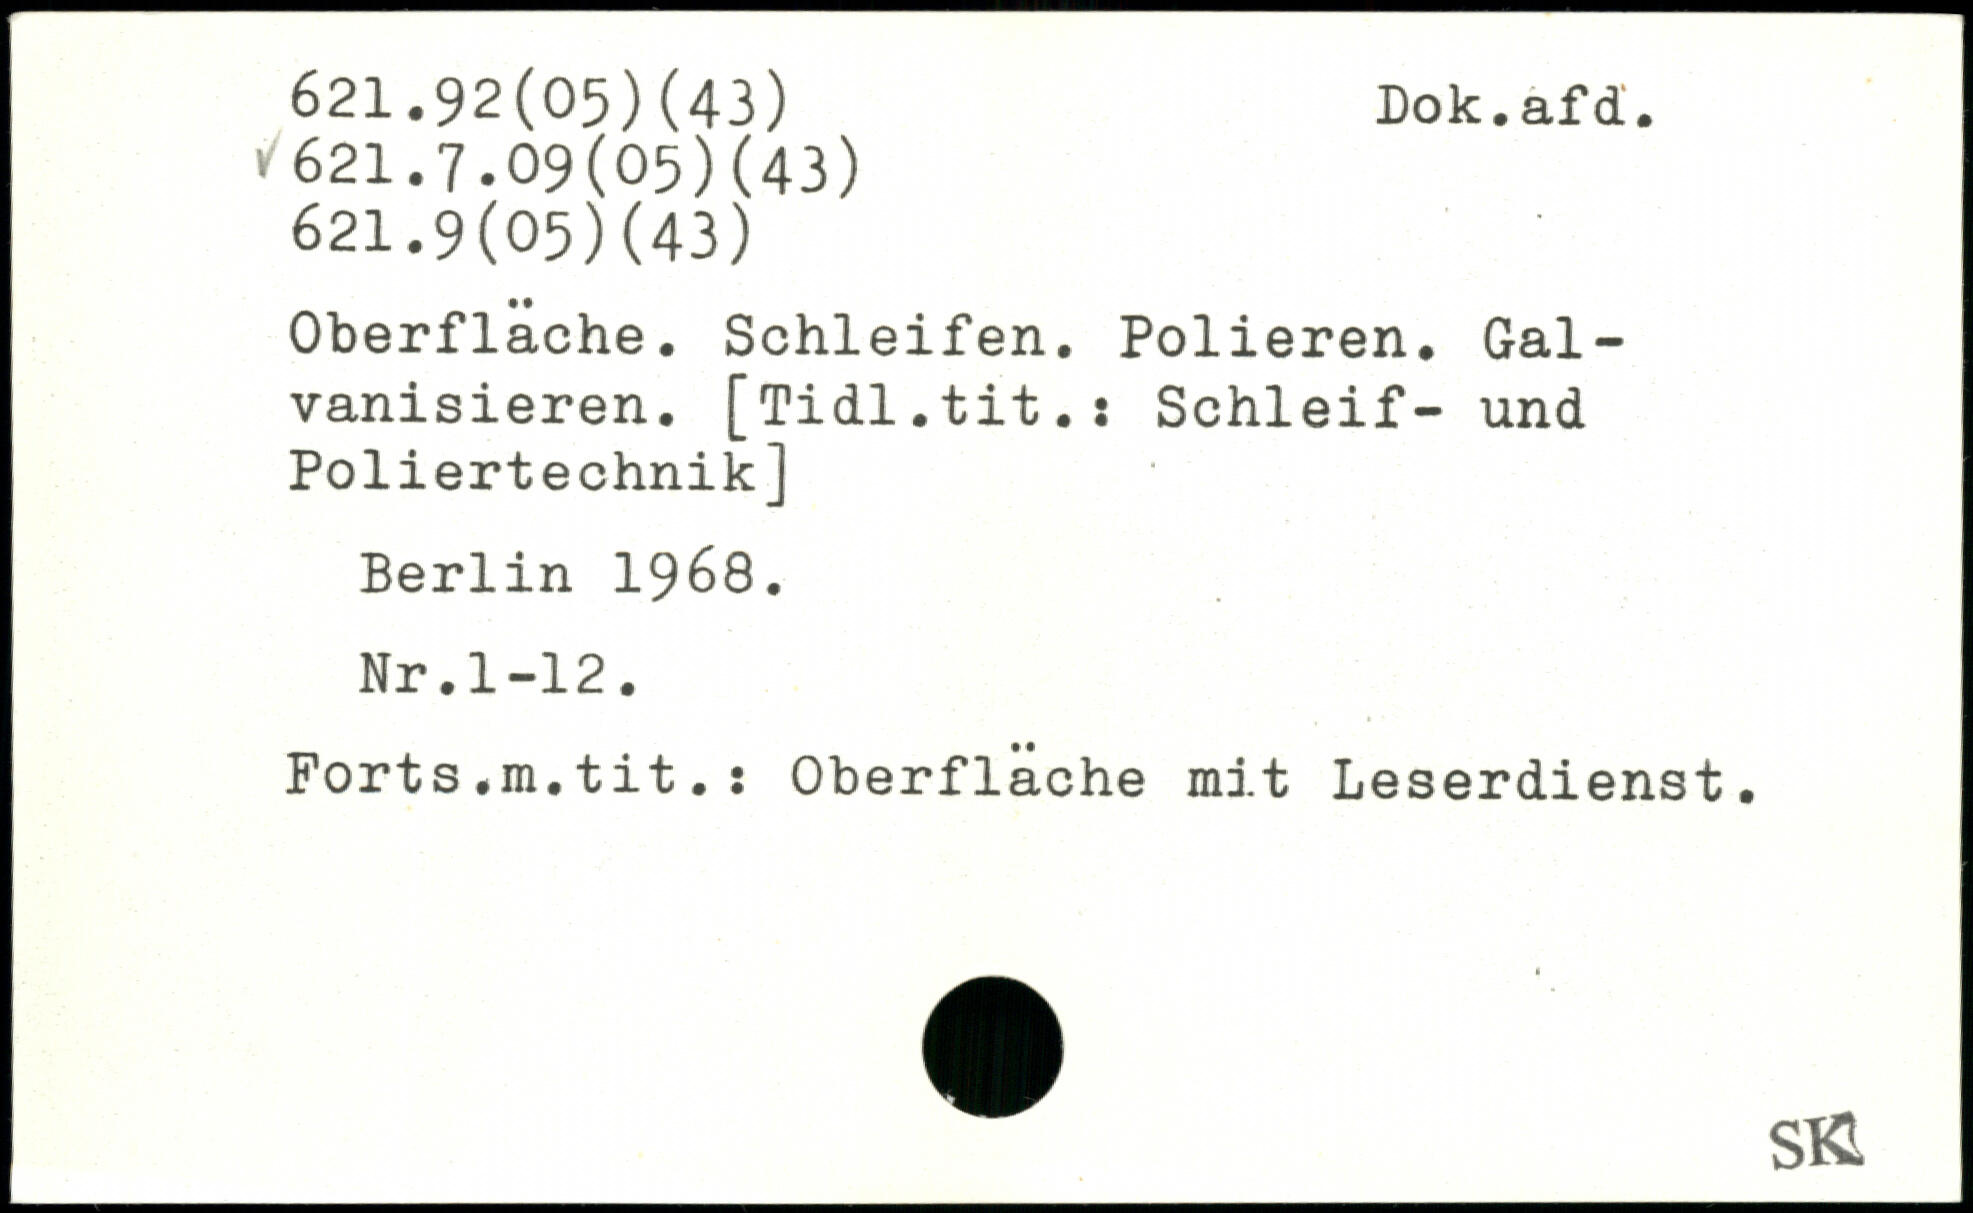 621.92(05)(43) Dok.afd.
✓ 621.7.09(05)(43)
621.9(05)(43)
Oberfläche. Schleifen. Polieren. Gal-
vanisieren. [Tidl.tit.: Schleif- und
Poliertechnik]
Berlin 1968.
Nr.1-12.
Forts.m.tit.: Oberfläche mit Leserdienst.
SK